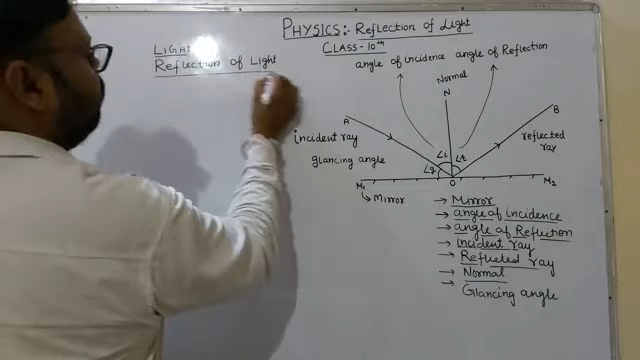 PHYSICS:- Reflection of Light
LIGHT
CLASS-10th
Reflection of Light
angle of incidence angle of Reflection
Normal
N
A
B
incident ray
reflected
ray
glancing angle
∠i
∠r
∠g
M1
O
M2
Mirror
→ Mirror
→ angle of incidence
→ angle of Reflection
→ incident ray
→ Reflected ray
→ Normal
→ Glancing angle